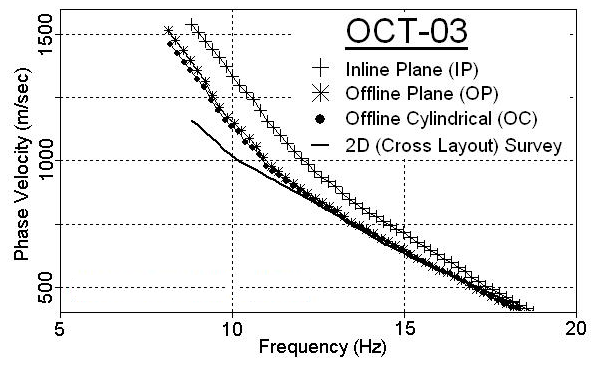 OCT-03
Inline Plane (IP)
Offline Plane (OP)
Offline Cylindrical (OC)
2D (Cross Layout) Survey
Phase Velocity (m/sec)
1500
1000
500
5
10
15
20
Frequency (Hz)